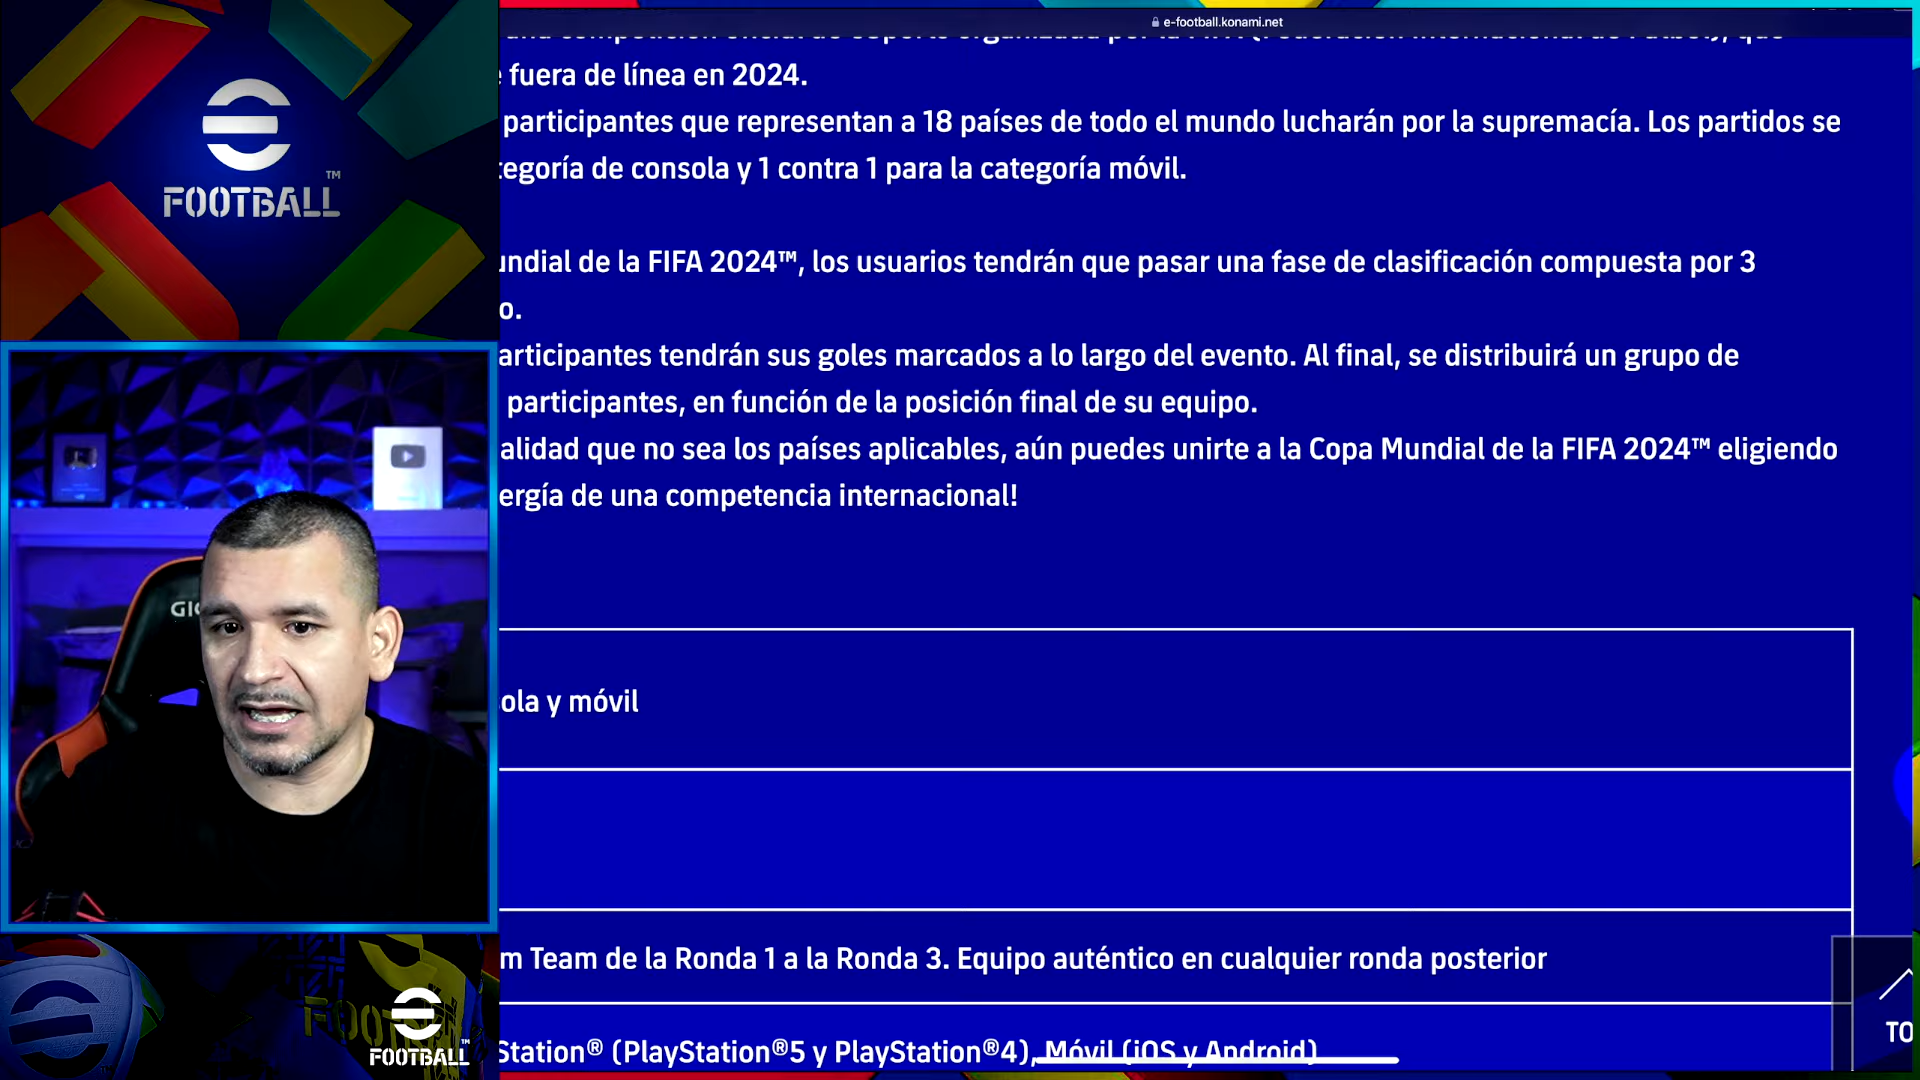 e-football.konami.net
fuera de línea en 2024.
participantes que representan a 18 países de todo el mundo lucharán por la supremacía. Los partidos se
tegoría de consola y 1 contra 1 para la categoría móvil.
undial de la FIFA 2024™, los usuarios tendrán que pasar una fase de clasificación compuesta por 3
o.
articipantes tendrán sus goles marcados a lo largo del evento. Al final, se distribuirá un grupo de
participantes, en función de la posición final de su equipo.
alidad que no sea los países aplicables, aún puedes unirte a la Copa Mundial de la FIFA 2024™ eligiendo
ergía de una competencia internacional!
ola y móvil
m Team de la Ronda 1 a la Ronda 3. Equipo auténtico en cualquier ronda posterior
Station® (PlayStation®5 y PlayStation®4), Móvil (iOS y Android)
TO
FOOTBALL™
GI
FOOTBALL™